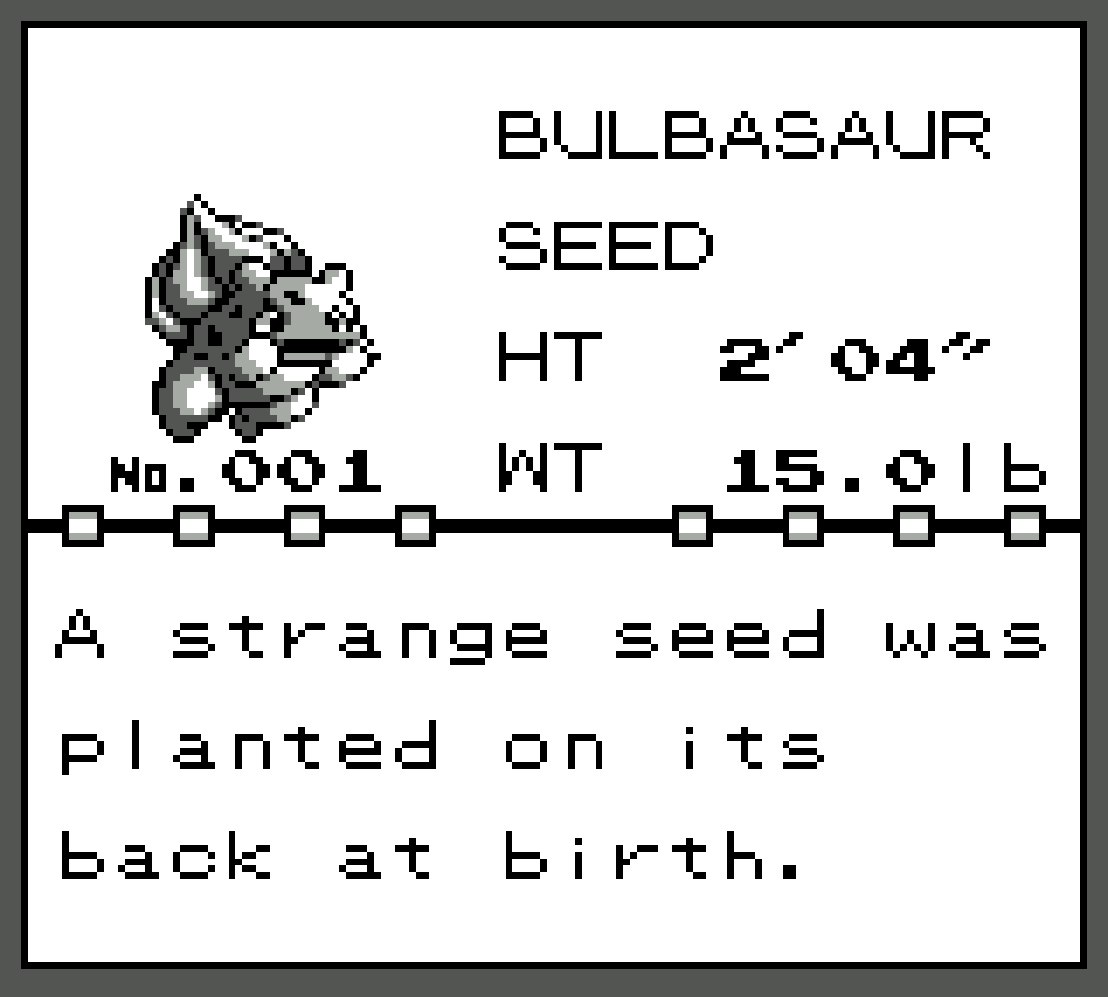 BULBASAUR
SEED
HT 2′04″
WT 15.0lb
No.001
A strange seed was
planted on its
back at birth.